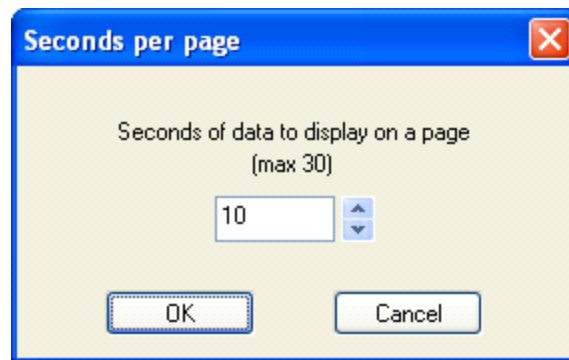 Seconds per page
Seconds of data to display on a page
(max 30)
10
OK
Cancel